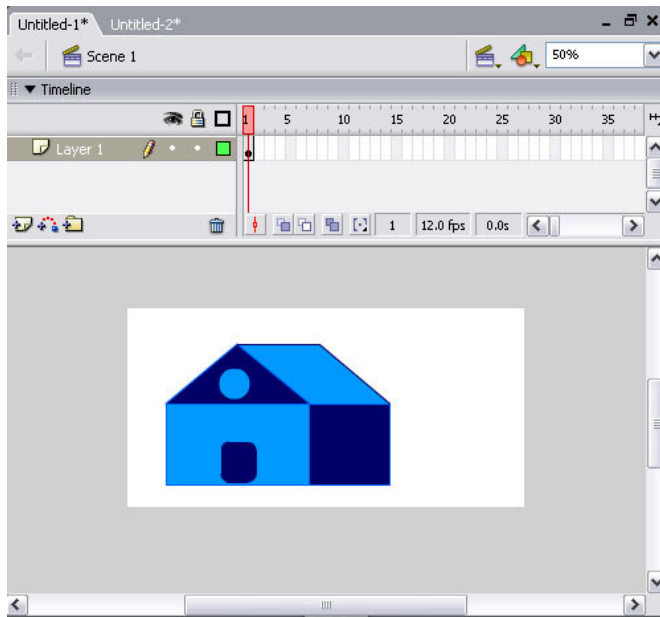 Untitled-1* Untitled-2*
Scene 1 50%
Timeline
1 5 10 15 20 25 30 35
Layer 1
1 12.0 fps 0.0s